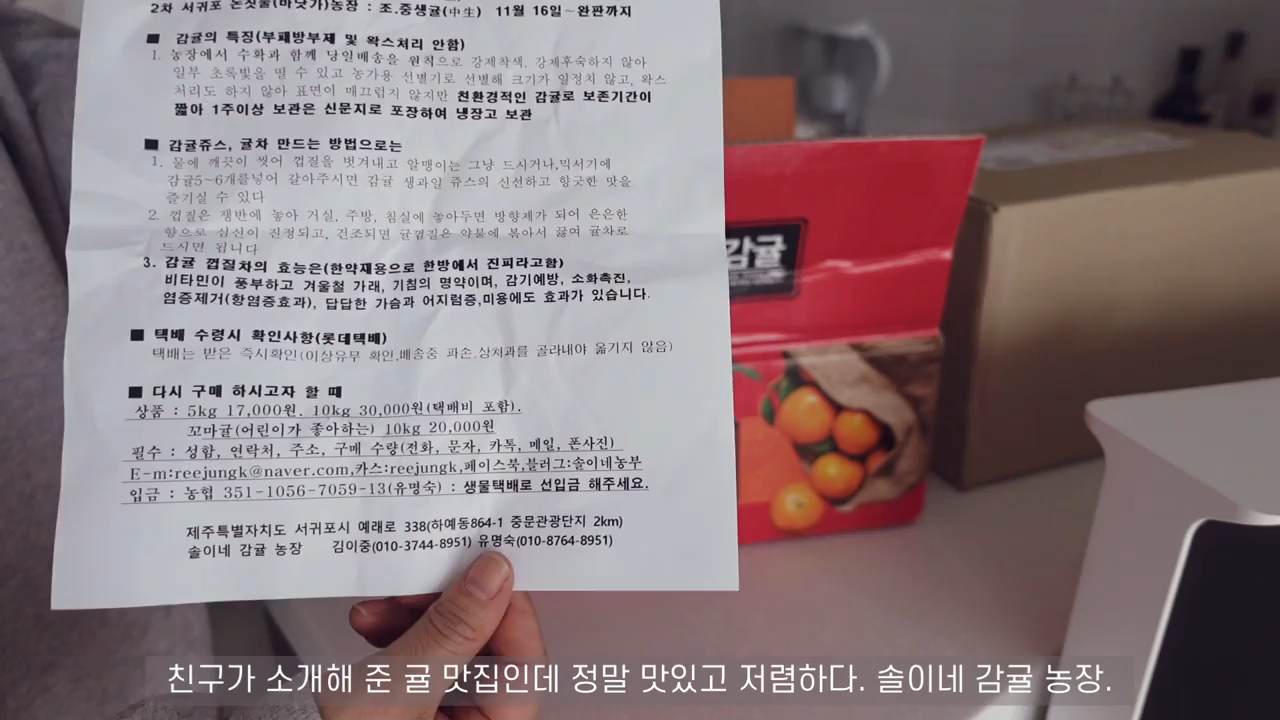 2차 서귀포 논짓물(바닷가)농장 : 조.중생귤(中生) 11월 16일~완판까지
■ 감귤의 특징(부패방부제 및 왁스처리 안함)
1. 농장에서 수확과 함께 당일배송을 원칙으로 강제착색, 강제후숙하지 않아
일부 초록빛을 띨 수 있고 농가용 선별기로 선별해 크기가 일정치 않고, 왁스
처리도 하지 않아 표면이 매끄럽지 않지만 친환경적인 감귤로 보존기간이
짧아 1주이상 보관은 신문지로 포장하여 냉장고 보관
■ 감귤쥬스, 귤차 만드는 방법으로는
1. 물에 깨끗이 씻어 껍질을 벗겨내고 알맹이는 그냥 드시거나,믹서기에
감귤5~6개를넣어 갈아주시면 감귤 생과일 쥬스의 신선하고 향긋한 맛을
즐기실 수 있다
2. 껍질은 쟁반에 놓아 거실, 주방, 침실에 놓아두면 방향제가 되어 은은한
향으로 심신이 진정되고, 건조되면 귤껍질은 약불에 볶아서 끓여 귤차로
드시면 됩니다
3. 감귤 껍질차의 효능은(한약재용으로 한방에서 진피라고함)
비타민이 풍부하고 겨울철 가래, 기침의 명약이며, 감기예방, 소화촉진,
염증제거(항염증효과), 답답한 가슴과 어지럼증,미용에도 효과가 있습니다.
■ 택배 수령시 확인사항(롯데택배)
택배는 받은 즉시확인(이상유무 확인,배송중 파손.상처과를 골라내야 옮기지 않음)
■ 다시 구매 하시고자 할 때
상품 : 5kg 17,000원. 10kg 30,000원(택배비 포함).
꼬마귤(어린이가 좋아하는) 10kg 20,000원
필수 : 성함, 연락처, 주소, 구매 수량(전화, 문자, 카톡, 메일, 폰사진)
E-m:reejungk@naver.com,카스:reejungk,페이스북,블러그:솔이네농부
입금 : 농협 351-1056-7059-13(유명숙) : 생물택배로 선입금 해주세요.
제주특별자치도 서귀포시 예래로 338(하예동864-1 중문관광단지 2km)
솔이네 감귤 농장 김이중(010-3744-8951) 유명숙(010-8764-8951)
감귤
친구가 소개해 준 귤 맛집인데 정말 맛있고 저렴하다. 솔이네 감귤 농장.